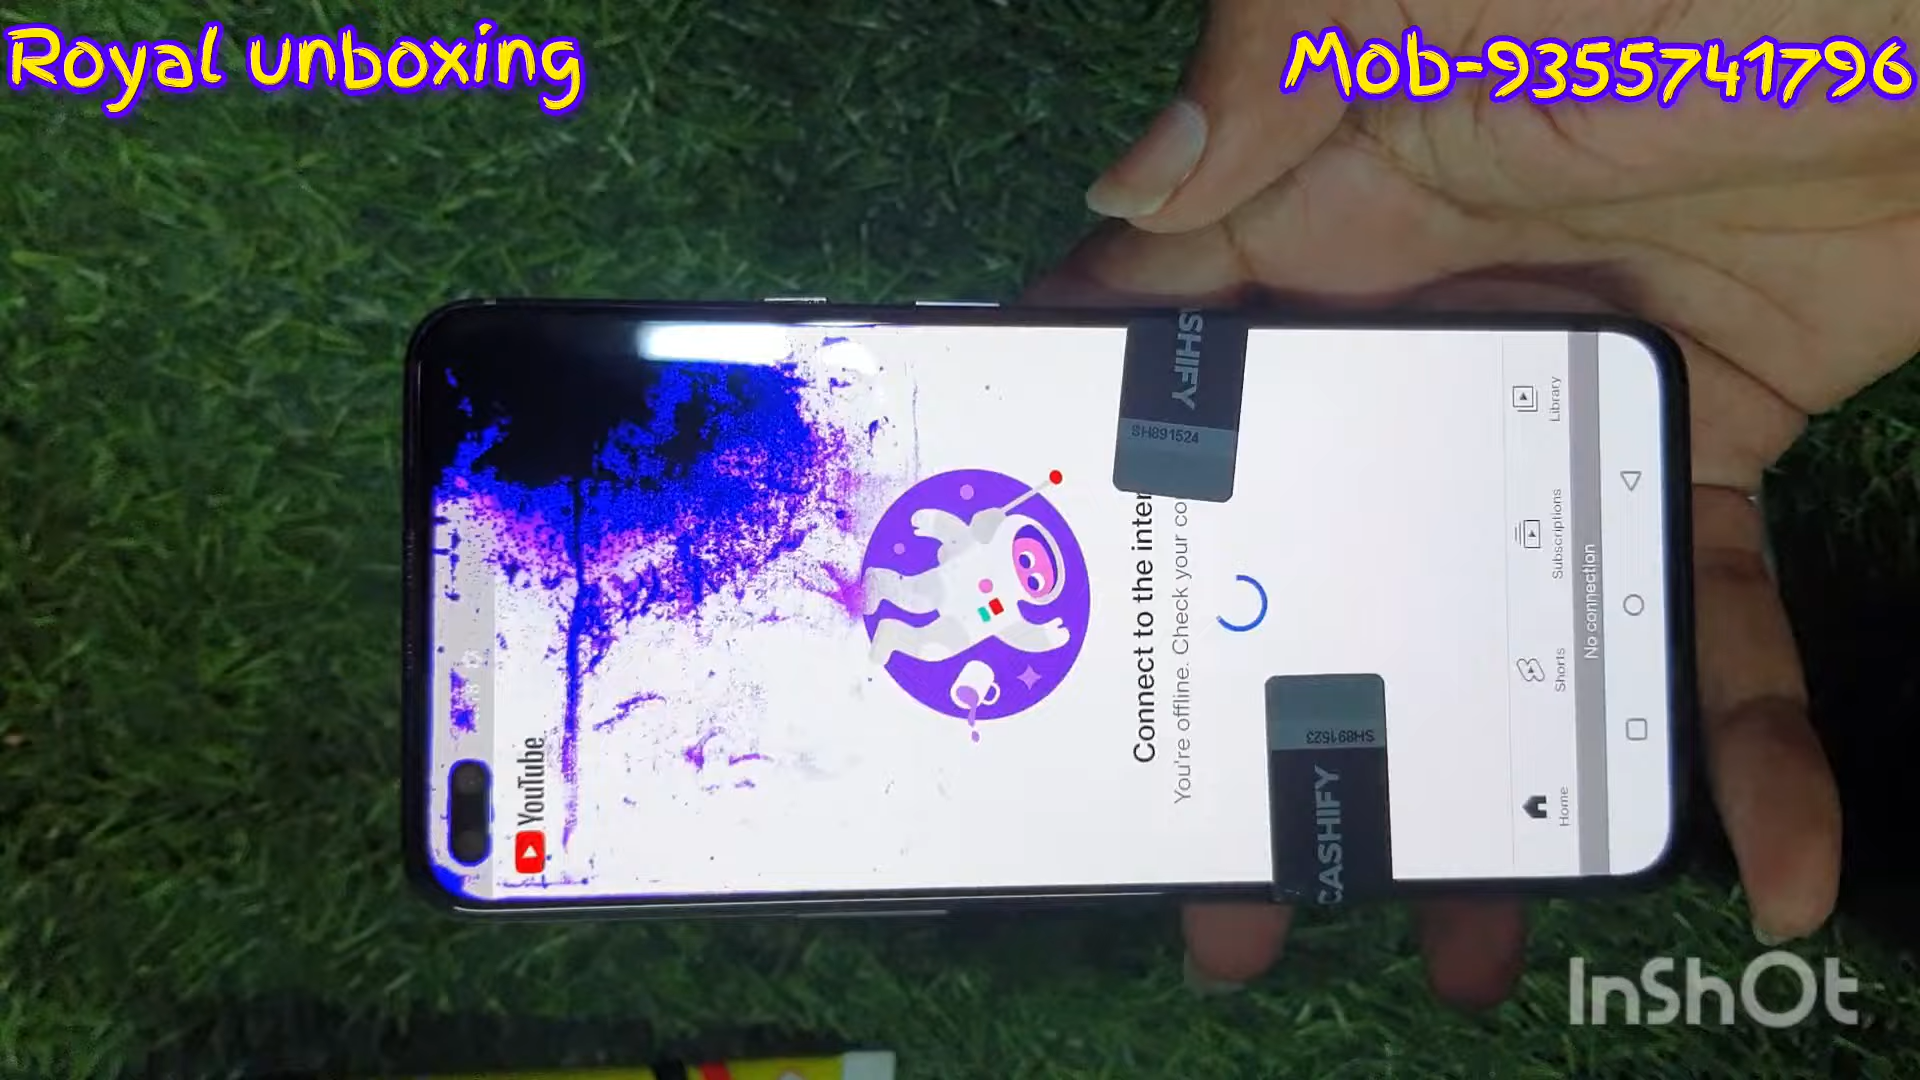 Royal unboxing
Mob-9355741796
YouTube
Connect to the inter
You're offline. Check your co
ASHIFY
SH891524
CASHIFY
SH891523
Home
Shorts
Subscriptions
Library
No connection
InShOt